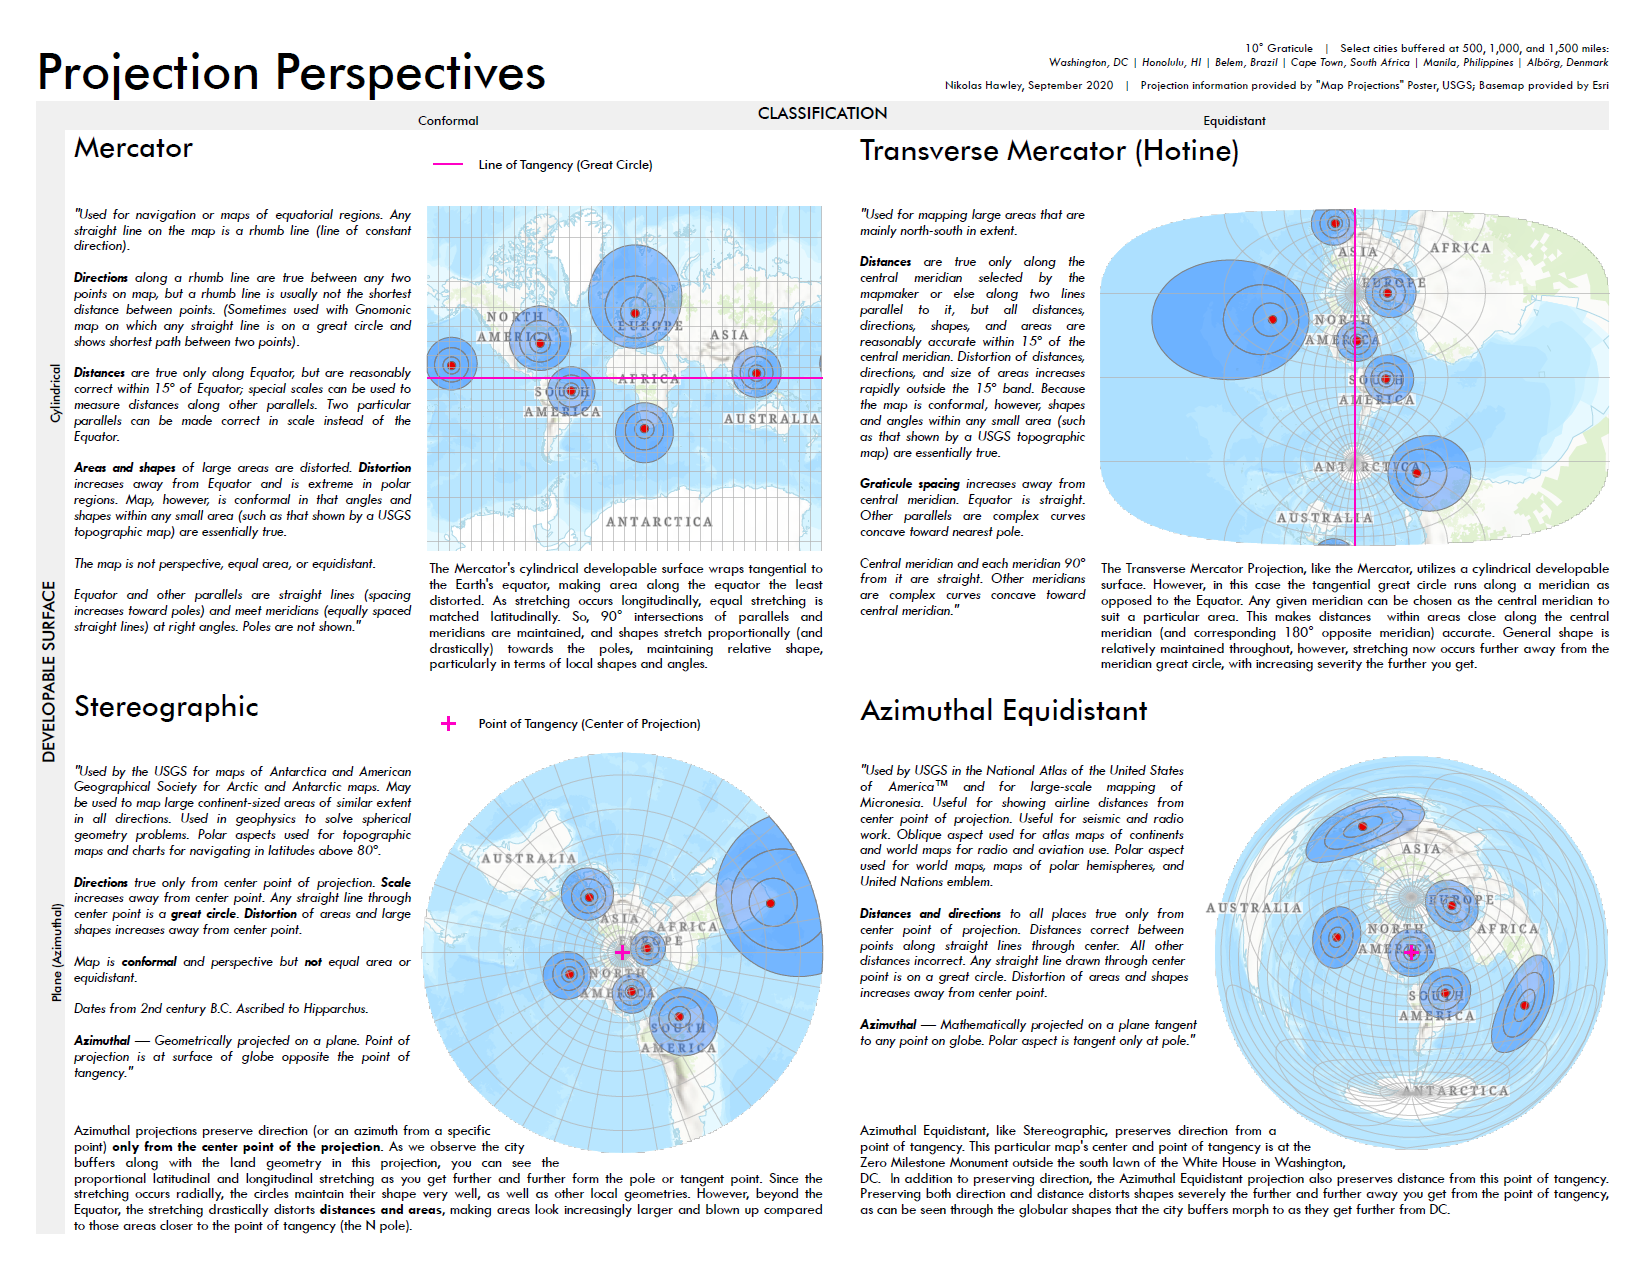 Projection Perspectives
10° Graticule | Select cities buffered at 500, 1,000, and 1,500 miles:
Washington, DC | Honolulu, HI | Belem, Brazil | Cape Town, South Africa | Manila, Philippines | Alborg, Denmark
Nikolas Hawley, September 2020 | Projection information provided by "Map Projections" Poster, USGS; Basemap provided by Esri
CLASSIFICATION
Conformal
Equidistant
DEVELOPABLE SURFACE
Cylindrical
Plane (Azimuthal)
Mercator
Line of Tangency (Great Circle)
"Used for navigation or maps of equatorial regions. Any
straight line on the map is a rhumb line (line of constant
direction).
Directions along a rhumb line are true between any two
points on map, but a rhumb line is usually not the shortest
distance between points. (Sometimes used with Gnomonic
map on which any straight line is on a great circle and
shows shortest path between two points).
Distances are true only along Equator, but are reasonably
correct within 15° of Equator; special scales can be used to
measure distances along other parallels. Two particular
parallels can be made correct in scale instead of the
Equator.
Areas and shapes of large areas are distorted. Distortion
increases away from Equator and is extreme in polar
regions. Map, however, is conformal in that angles and
shapes within any small area (such as that shown by a USGS
topographic map) are essentially true.
The map is not perspective, equal area, or equidistant.
Equator and other parallels are straight lines (spacing
increases toward poles) and meet meridians (equally spaced
straight lines) at right angles. Poles are not shown."
NORTH
AMERICA
EUROPE
ASIA
AFRICA
SOUTH
AMERICA
AUSTRALIA
ANTARCTICA
The Mercator's cylindrical developable surface wraps tangential to
the Earth's equator, making area along the equator the least
distorted. As stretching occurs longitudinally, equal stretching is
matched latitudinally. So, 90° intersections of parallels and
meridians are maintained, and shapes stretch proportionally (and
drastically) towards the poles, maintaining relative shape,
particularly in terms of local shapes and angles.
Transverse Mercator (Hotine)
"Used for mapping large areas that are
mainly north-south in extent.
Distances are true only along the
central meridian selected by the
mapmaker or else along two lines
parallel to it, but all distances,
directions, shapes, and areas are
reasonably accurate within 15° of the
central meridian. Distortion of distances,
directions, and size of areas increases
rapidly outside the 15° band. Because
the map is conformal, however, shapes
and angles within any small area (such
as that shown by a USGS topographic
map) are essentially true.
Graticule spacing increases away from
central meridian. Equator is straight.
Other parallels are complex curves
concave toward nearest pole.
Central meridian and each meridian 90°
from it are straight. Other meridians
are complex curves concave toward
central meridian."
ASIA
AFRICA
EUROPE
NORTH
AMERICA
SOUTH
AMERICA
ANTARCTICA
AUSTRALIA
The Transverse Mercator Projection, like the Mercator, utilizes a cylindrical developable
surface. However, in this case the tangential great circle runs along a meridian as
opposed to the Equator. Any given meridian can be chosen as the central meridian to
suit a particular area. This makes distances within areas close along the central
meridian (and corresponding 180° opposite meridian) accurate. General shape is
relatively maintained throughout, however, stretching now occurs further away from the
meridian great circle, with increasing severity the further you get.
Stereographic
Point of Tangency (Center of Projection)
"Used by the USGS for maps of Antarctica and American
Geographical Society for Arctic and Antarctic maps. May
be used to map large continent-sized areas of similar extent
in all directions. Used in geophysics to solve spherical
geometry problems. Polar aspects used for topographic
maps and charts for navigating in latitudes above 80°.
Directions true only from center point of projection. Scale
increases away from center point. Any straight line through
center point is a great circle. Distortion of areas and large
shapes increases away from center point.
Map is conformal and perspective but not equal area or
equidistant.
Dates from 2nd century B.C. Ascribed to Hipparchus.
Azimuthal — Geometrically projected on a plane. Point of
projection is at surface of globe opposite the point of
tangency."
AUSTRALIA
ASIA
AFRICA
EUROPE
NORTH
AMERICA
SOUTH
AMERICA
Azimuthal projections preserve direction (or an azimuth from a specific
point) only from the center point of the projection. As we observe the city
buffers along with the land geometry in this projection, you can see the
proportional latitudinal and longitudinal stretching as you get further and further form the pole or tangent point. Since the
stretching occurs radially, the circles maintain their shape very well, as well as other local geometries. However, beyond the
Equator, the stretching drastically distorts distances and areas, making areas look increasingly larger and blown up compared
to those areas closer to the point of tangency (the N pole).
Azimuthal Equidistant
"Used by USGS in the National Atlas of the United States
of America™ and for large-scale mapping of
Micronesia. Useful for showing airline distances from
center point of projection. Useful for seismic and radio
work. Oblique aspect used for atlas maps of continents
and world maps for radio and aviation use. Polar aspect
used for world maps, maps of polar hemispheres, and
United Nations emblem.
Distances and directions to all places true only from
center point of projection. Distances correct between
points along straight lines through center. All other
distances incorrect. Any straight line drawn through center
point is on a great circle. Distortion of areas and shapes
increases away from center point.
Azimuthal — Mathematically projected on a plane tangent
to any point on globe. Polar aspect is tangent only at pole."
ASIA
AUSTRALIA
EUROPE
NORTH
AMERICA
AFRICA
SOUTH
AMERICA
ANTARCTICA
Azimuthal Equidistant, like Stereographic, preserves direction from a
point of tangency. This particular map's center and point of tangency is at the
Zero Milestone Monument outside the south lawn of the White House in Washington,
DC. In addition to preserving direction, the Azimuthal Equidistant projection also preserves distance from this point of tangency.
Preserving both direction and distance distorts shapes severely the further and further away you get from the point of tangency,
as can be seen through the globular shapes that the city buffers morph to as they get further from DC.